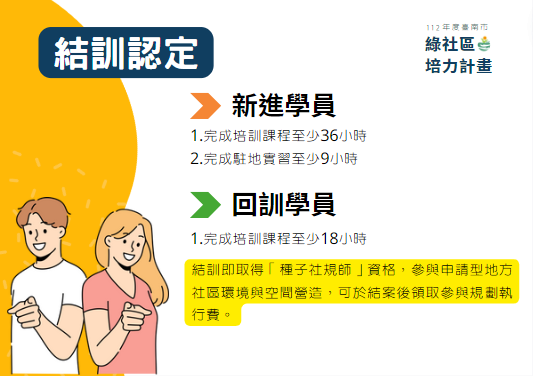 112年度臺南市
綠社區
培力計畫
結訓認定
新進學員
1.完成培訓課程至少36小時
2.完成駐地實習至少9小時
回訓學員
1.完成培訓課程至少18小時
結訓即取得「種子社規師」資格，參與申請型地方
社區環境與空間營造，可於結案後領取參與規劃執
行費。